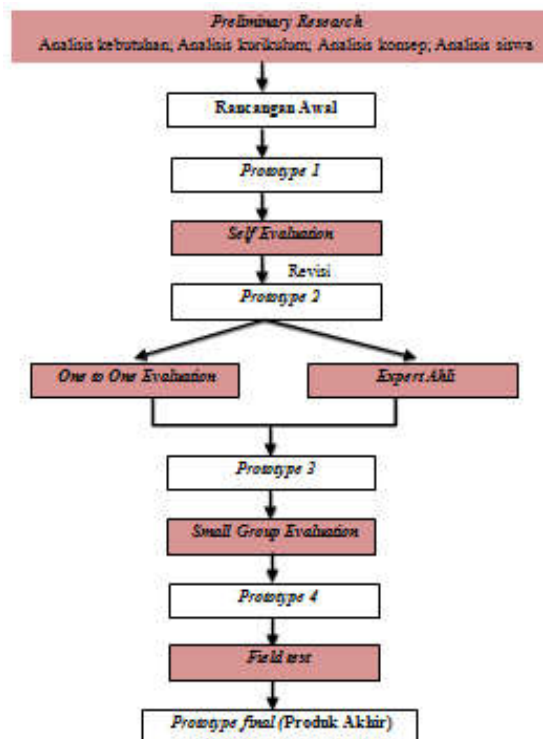 Preliminary Research
Analisis kebutuhan; Analisis kurikulum; Analisis konsep; Analisis siswa
Rancangan Awal
Prototype 1
Self Evaluation
Revisi
Prototype 2
One to One Evaluation
Expert Ahli
Prototype 3
Small Group Evaluation
Prototype 4
Field test
Prototype final (Produk Akhir)